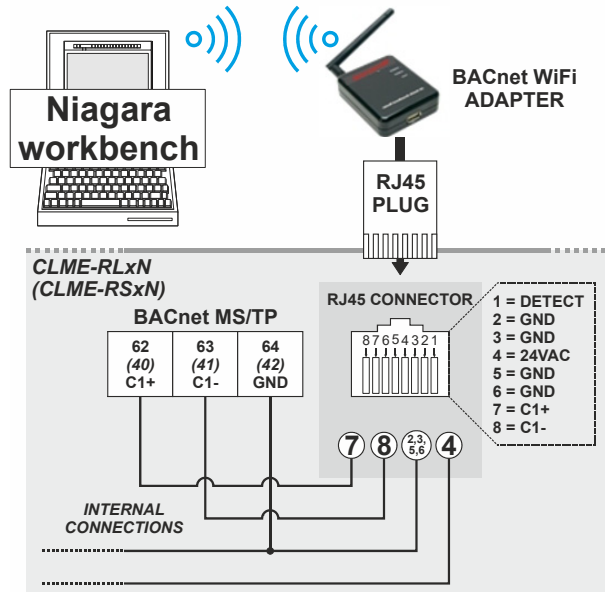 Niagara
workbench
BACnet WiFi
ADAPTER
RJ45
PLUG
CLME-RLxN
(CLME-RSxN)
BACnet MS/TP
62
(40)
C1+
63
(41)
C1-
64
(42)
GND
RJ45 CONNECTOR
87654321
1 = DETECT
2 = GND
3 = GND
4 = 24VAC
5 = GND
6 = GND
7 = C1+
8 = C1-
7
8
2,3,
5,6
4
INTERNAL
CONNECTIONS